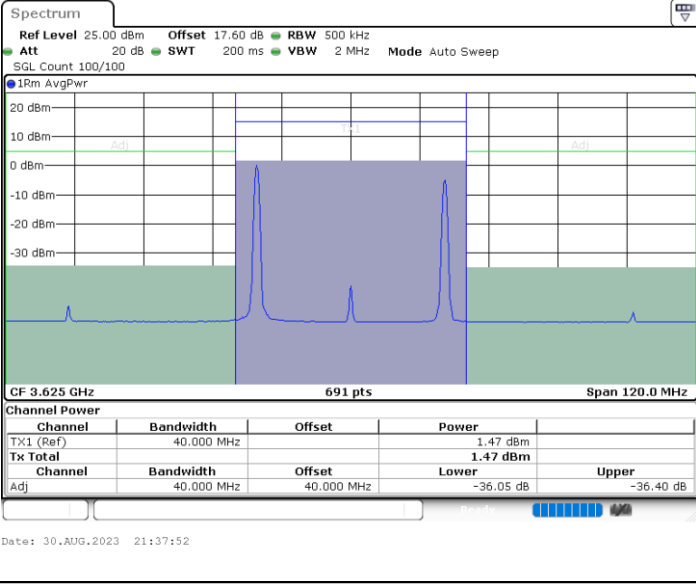 Spectrum
Ref Level 25.00 dBm Offset 17.60 dB RBW 500 kHz
Att 20 dB SWT 200 ms VBW 2 MHz Mode Auto Sweep
SGL Count 100/100
1Rm AvgPwr
20 dBm
TX1
10 dBm
Adj Adj
0 dBm
-10 dBm
-20 dBm
-30 dBm
CF 3.625 GHz 691 pts Span 120.0 MHz
Channel Power
Channel Bandwidth Offset Power
TX1 (Ref) 40.000 MHz 1.47 dBm
Tx Total 1.47 dBm
Channel Bandwidth Offset Lower Upper
Adj 40.000 MHz 40.000 MHz -36.05 dB -36.40 dB
Ready
Date: 30.AUG.2023 21:37:52